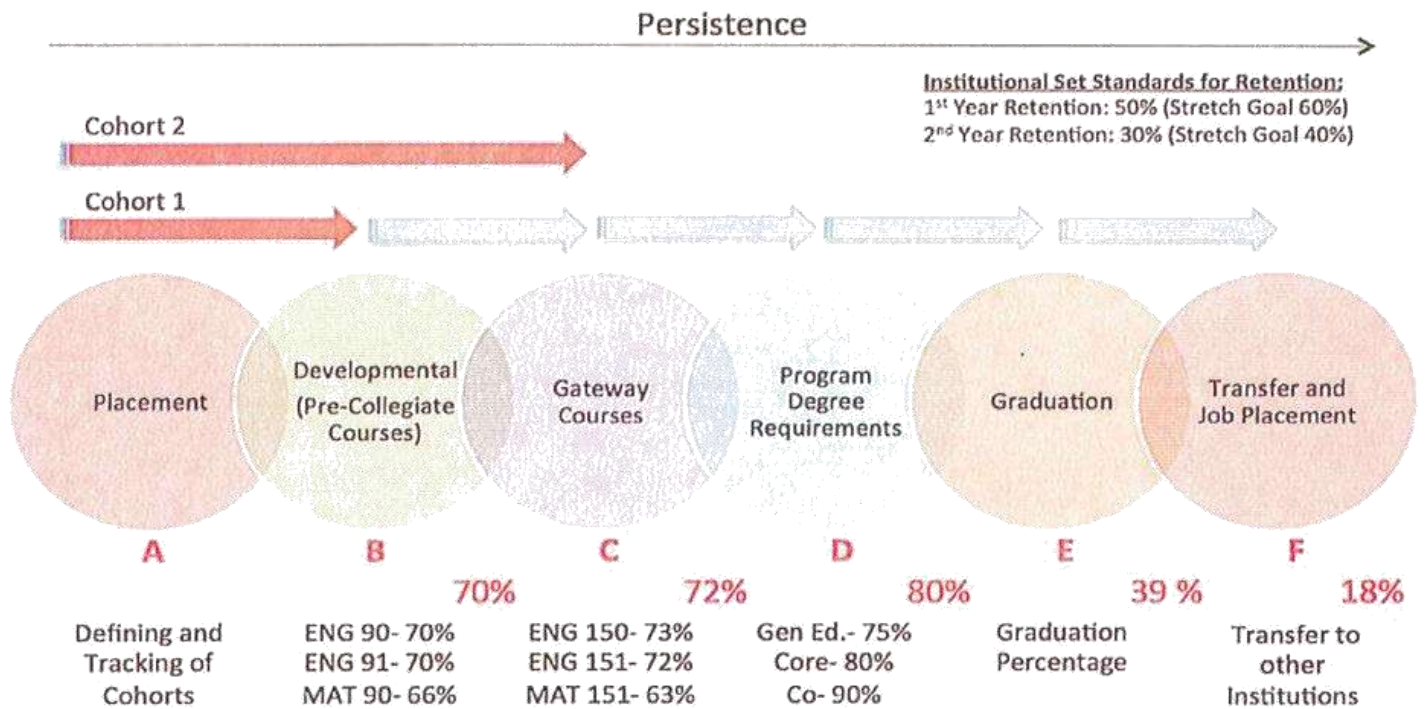 Persistence
Institutional Set Standards for Retention:
1st Year Retention: 50% (Stretch Goal 60%)
2nd Year Retention: 30% (Stretch Goal 40%)
Cohort 2
Cohort 1
Placement
Developmental
(Pre-Collegiate
Courses)
Gateway
Courses
Program
Degree
Requirements
Graduation
Transfer and
Job Placement
A
B
C
D
E
F
70%
72%
80%
39 %
18%
Defining and
Tracking of
Cohorts
ENG 90- 70%
ENG 91- 70%
MAT 90- 66%
ENG 150- 73%
ENG 151- 72%
MAT 151- 63%
Gen Ed.- 75%
Core- 80%
Co- 90%
Graduation
Percentage
Transfer to
other
Institutions